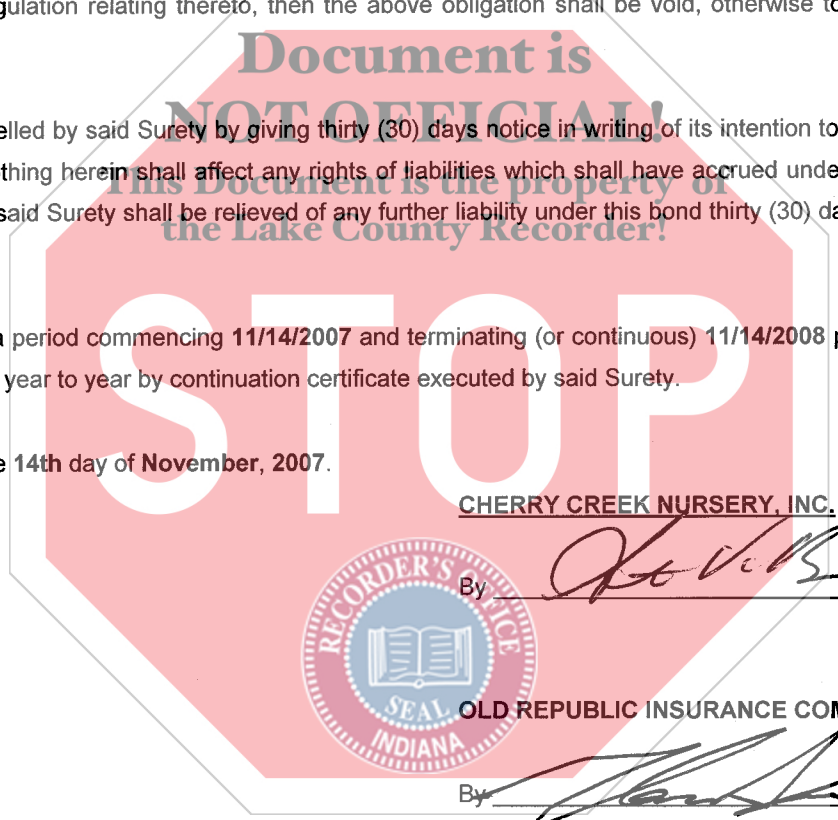 gulation relating thereto, then the above obligation shall be void, otherwise to
Document is
NOT OFFICIAL!
elled by said Surety by giving thirty (30) days notice in writing of its intention to
thing herein shall affect any rights of liabilities which shall have accrued unde
This Document is the property of
said Surety shall be relieved of any further liability under this bond thirty (30) da
the Lake County Recorder!
STOP
a period commencing 11/14/2007 and terminating (or continuous) 11/14/2008 p
year to year by continuation certificate executed by said Surety.
e 14th day of November, 2007.
CHERRY CREEK NURSERY, INC.
By
RECORDER'S OFFICE
SEAL
INDIANA
OLD REPUBLIC INSURANCE COM
By